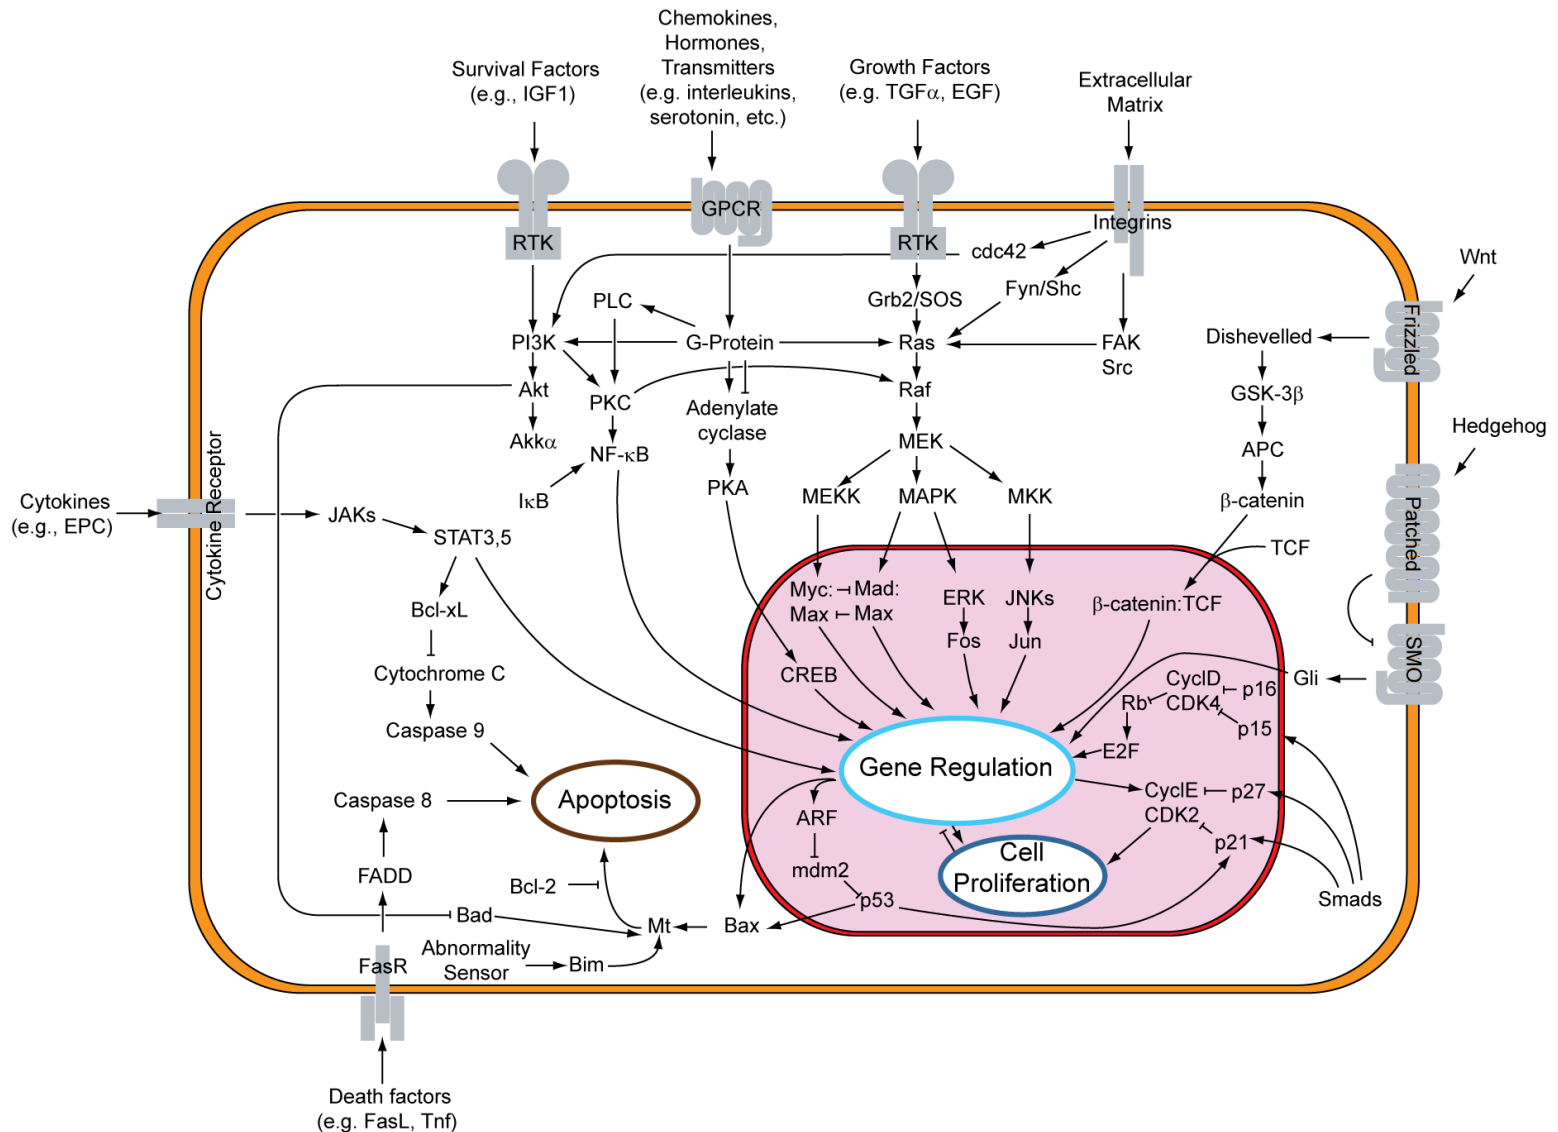 Chemokines,
Hormones,
Transmitters
(e.g. interleukins,
serotonin, etc.)
Survival Factors
(e.g., IGF1)
Growth Factors
(e.g. TGFα, EGF)
Extracellular
Matrix
RTK
GPCR
RTK
Integrins
cdc42
Fyn/Shc
Grb2/SOS
PLC
Wnt
Frizzled
Dishevelled
PI3K
G-Protein
Ras
FAK
Src
Akt
PKC
Adenylate
cyclase
Raf
GSK-3β
Akkα
NF-κB
MEK
APC
Hedgehog
IκB
PKA
MEKK
MAPK
MKK
β-catenin
Patched
Cytokines
(e.g., EPC)
Cytokine Receptor
JAKs
STAT3,5
TCF
Bcl-xL
Myc:
Mad:
Max
Max
ERK
JNKs
β-catenin:TCF
Fos
Jun
SMO
Cytochrome C
CREB
Gli
CyclD
CDK4
p16
p15
Rb
E2F
Caspase 9
Gene Regulation
Caspase 8
Apoptosis
ARF
CyclE
CDK2
p27
p21
mdm2
Cell
Proliferation
FADD
Bcl-2
p53
Smads
Bad
Mt
Bax
Abnormality
Sensor
Bim
FasR
Death factors
(e.g. FasL, Tnf)